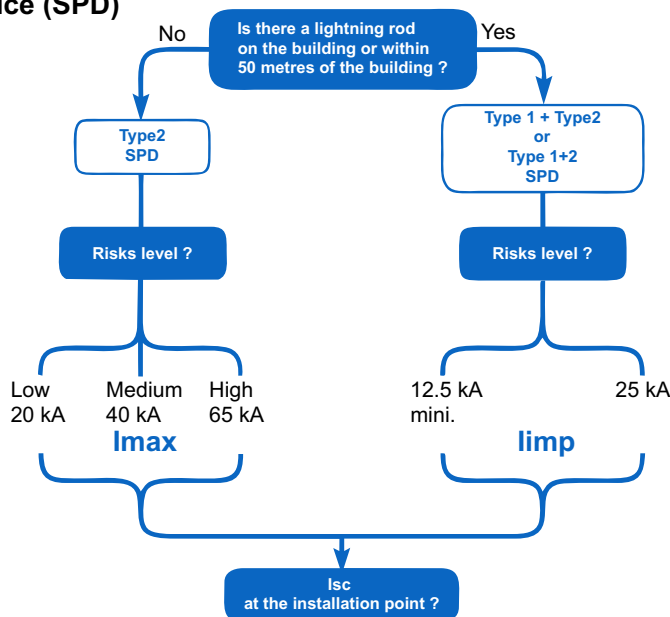 ice (SPD)
Is there a lightning rod
on the building or within
50 metres of the building ?
No
Yes
Type2
SPD
Type 1 + Type2
or
Type 1+2
SPD
Risks level ?
Risks level ?
Low
20 kA
Medium
40 kA
High
65 kA
12.5 kA
mini.
25 kA
Imax
Iimp
Isc
at the installation point ?